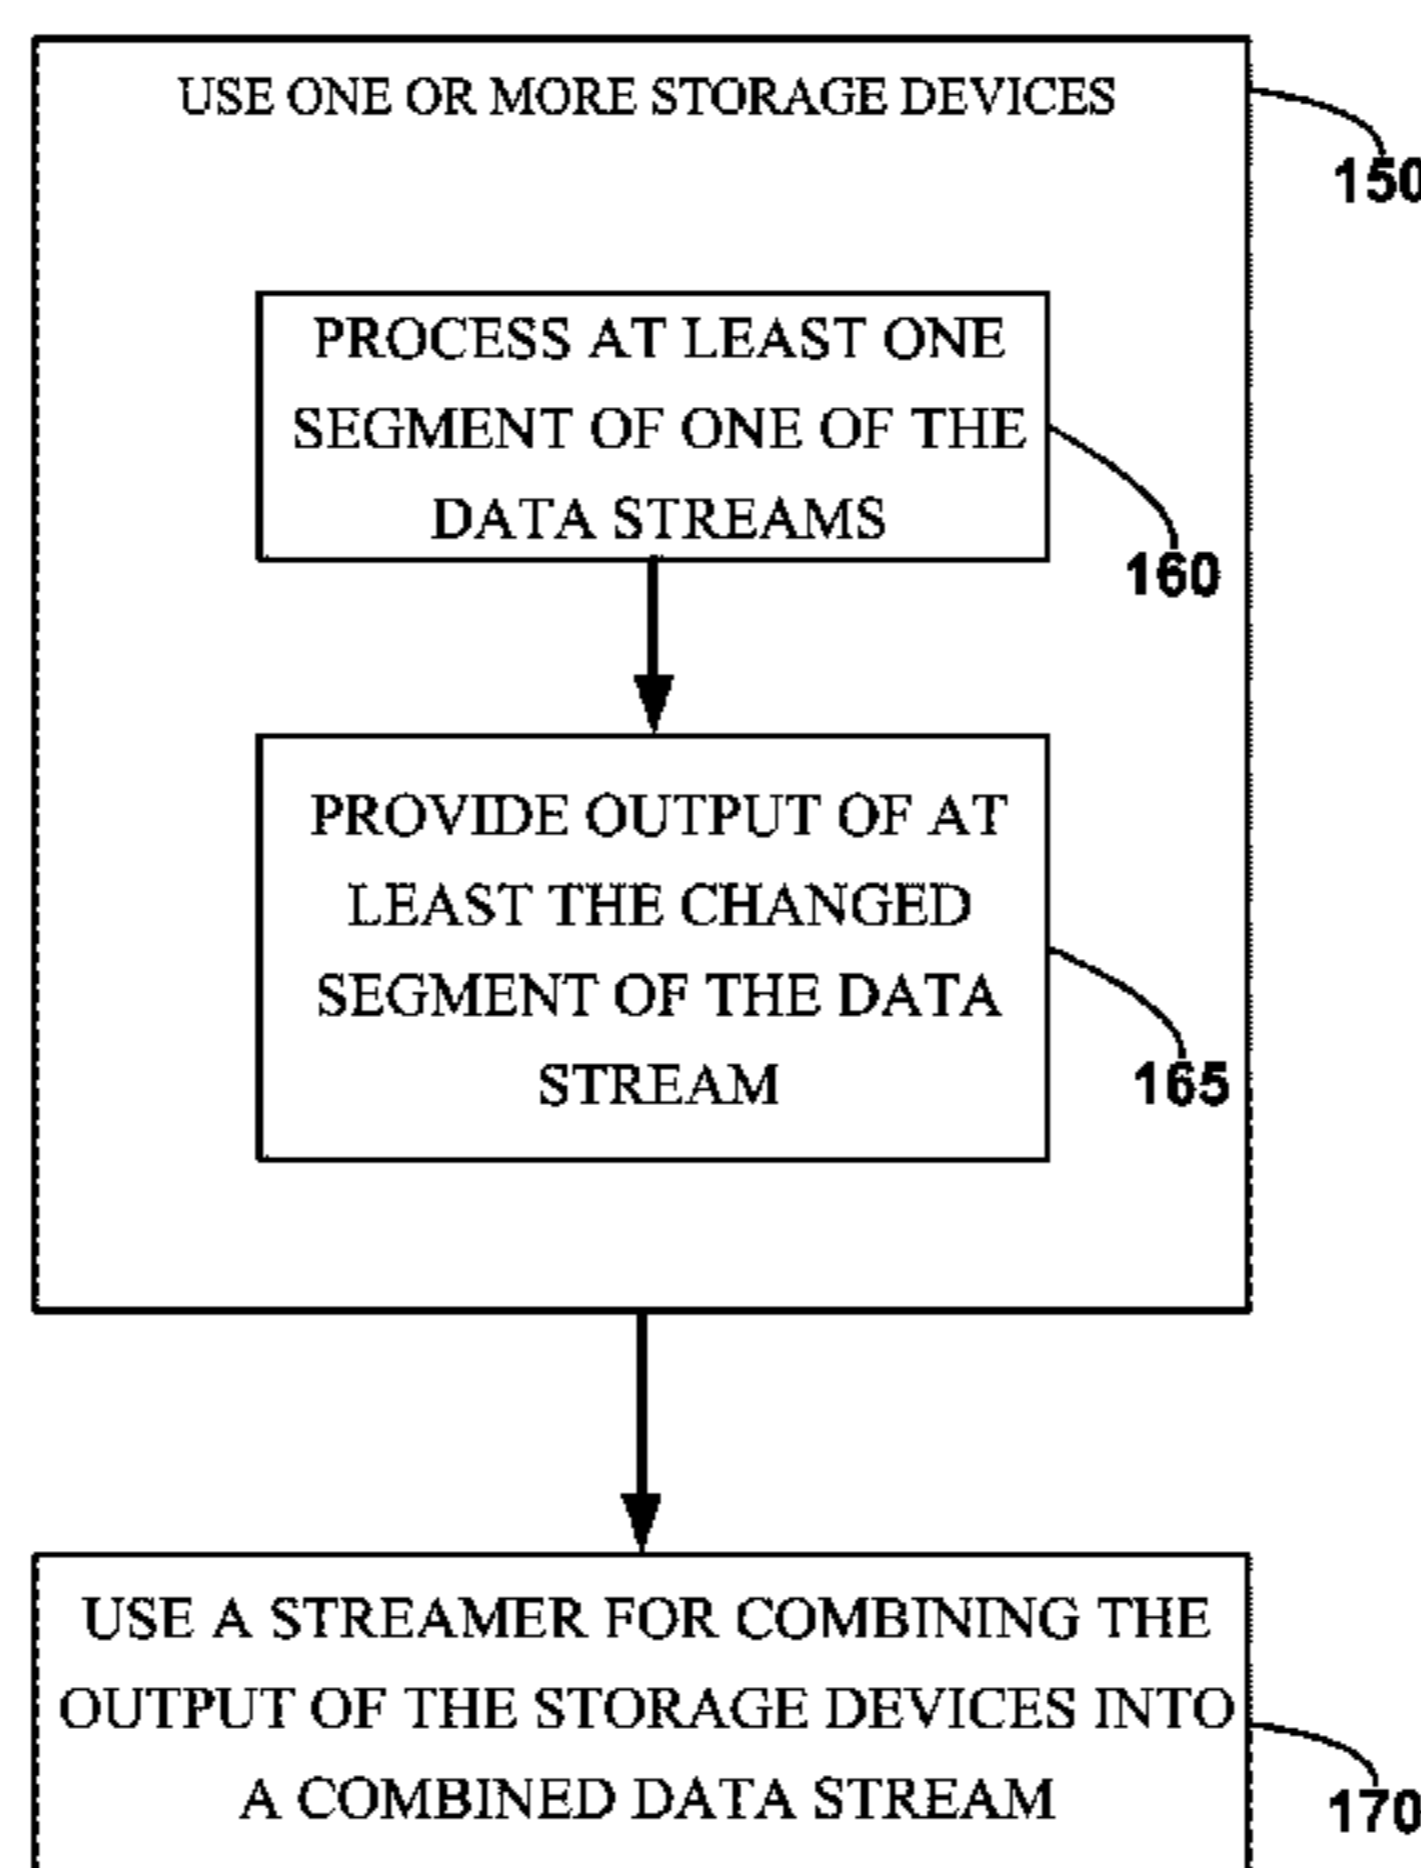 USE ONE OR MORE STORAGE DEVICES
150
PROCESS AT LEAST ONE
SEGMENT OF ONE OF THE
DATA STREAMS
160
PROVIDE OUTPUT OF AT
LEAST THE CHANGED
SEGMENT OF THE DATA
STREAM
165
USE A STREAMER FOR COMBINING THE
OUTPUT OF THE STORAGE DEVICES INTO
A COMBINED DATA STREAM
170